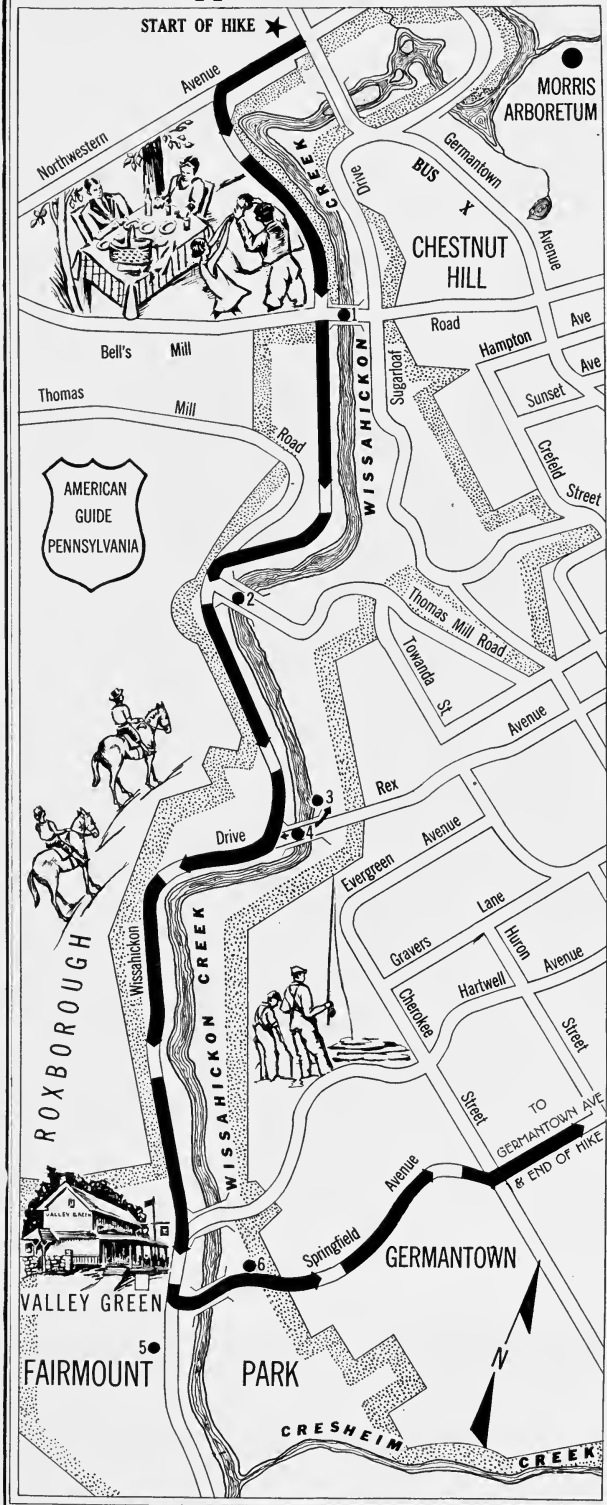 START OF HIKE
Avenue
Northwestern
MORRIS
ARBORETUM
CREEK
Drive
Germantown
BUS
X
Avenue
CHESTNUT
HILL
1
Road
Bell's Mill
WISSAHICKON
Sugarloaf
Hampton Ave
Ave
Sunset
Thomas Mill
Road
Crefeld
Street
AMERICAN
GUIDE
PENNSYLVANIA
2
Thomas Mill Road
Towanda
St
Avenue
3
Rex
4
Drive
Evergreen Avenue
Gravers Lane
Huron
Hartwell Avenue
Wissahickon
WISSAHICKON CREEK
Cherokee
Street
Street
ROXBOROUGH
TO
GERMANTOWN AVE
& END OF HIKE
VALLEY GREEN
Avenue
Springfield
6
GERMANTOWN
VALLEY GREEN
5
FAIRMOUNT PARK
N
CRESHEIM
CREEK